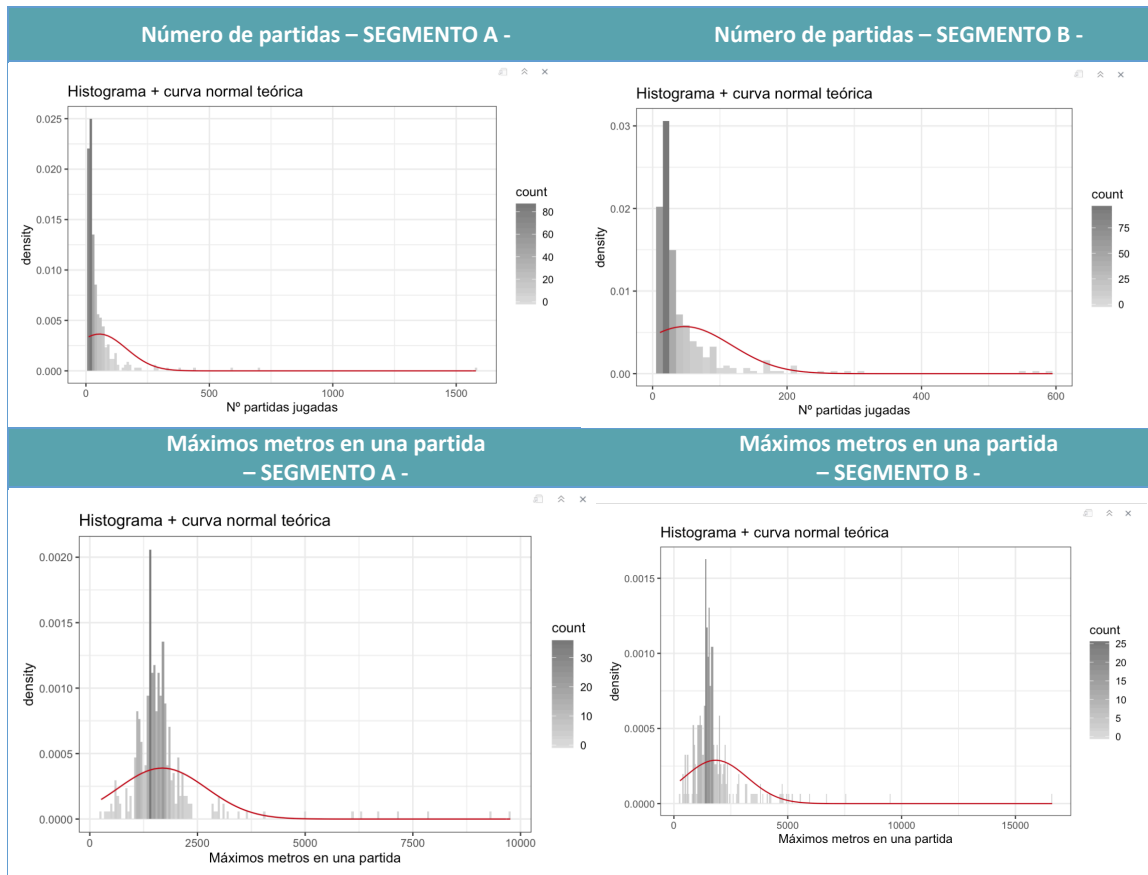 Número de partidas – SEGMENTO A -
Número de partidas – SEGMENTO B -
Histograma + curva normal teórica
0.025
0.020
0.015
0.010
0.005
0.000
density
0
500
1000
1500
Nº partidas jugadas
count
80
60
40
20
0
Histograma + curva normal teórica
0.03
0.02
0.01
0.00
density
0
200
400
600
Nº partidas jugadas
count
75
50
25
0
Máximos metros en una partida
– SEGMENTO A -
Máximos metros en una partida
– SEGMENTO B -
Histograma + curva normal teórica
0.0020
0.0015
0.0010
0.0005
0.0000
density
0
2500
5000
7500
10000
Máximos metros en una partida
count
30
20
10
0
Histograma + curva normal teórica
0.0015
0.0010
0.0005
0.0000
density
0
5000
10000
15000
Máximos metros en una partida
count
25
20
15
10
5
0